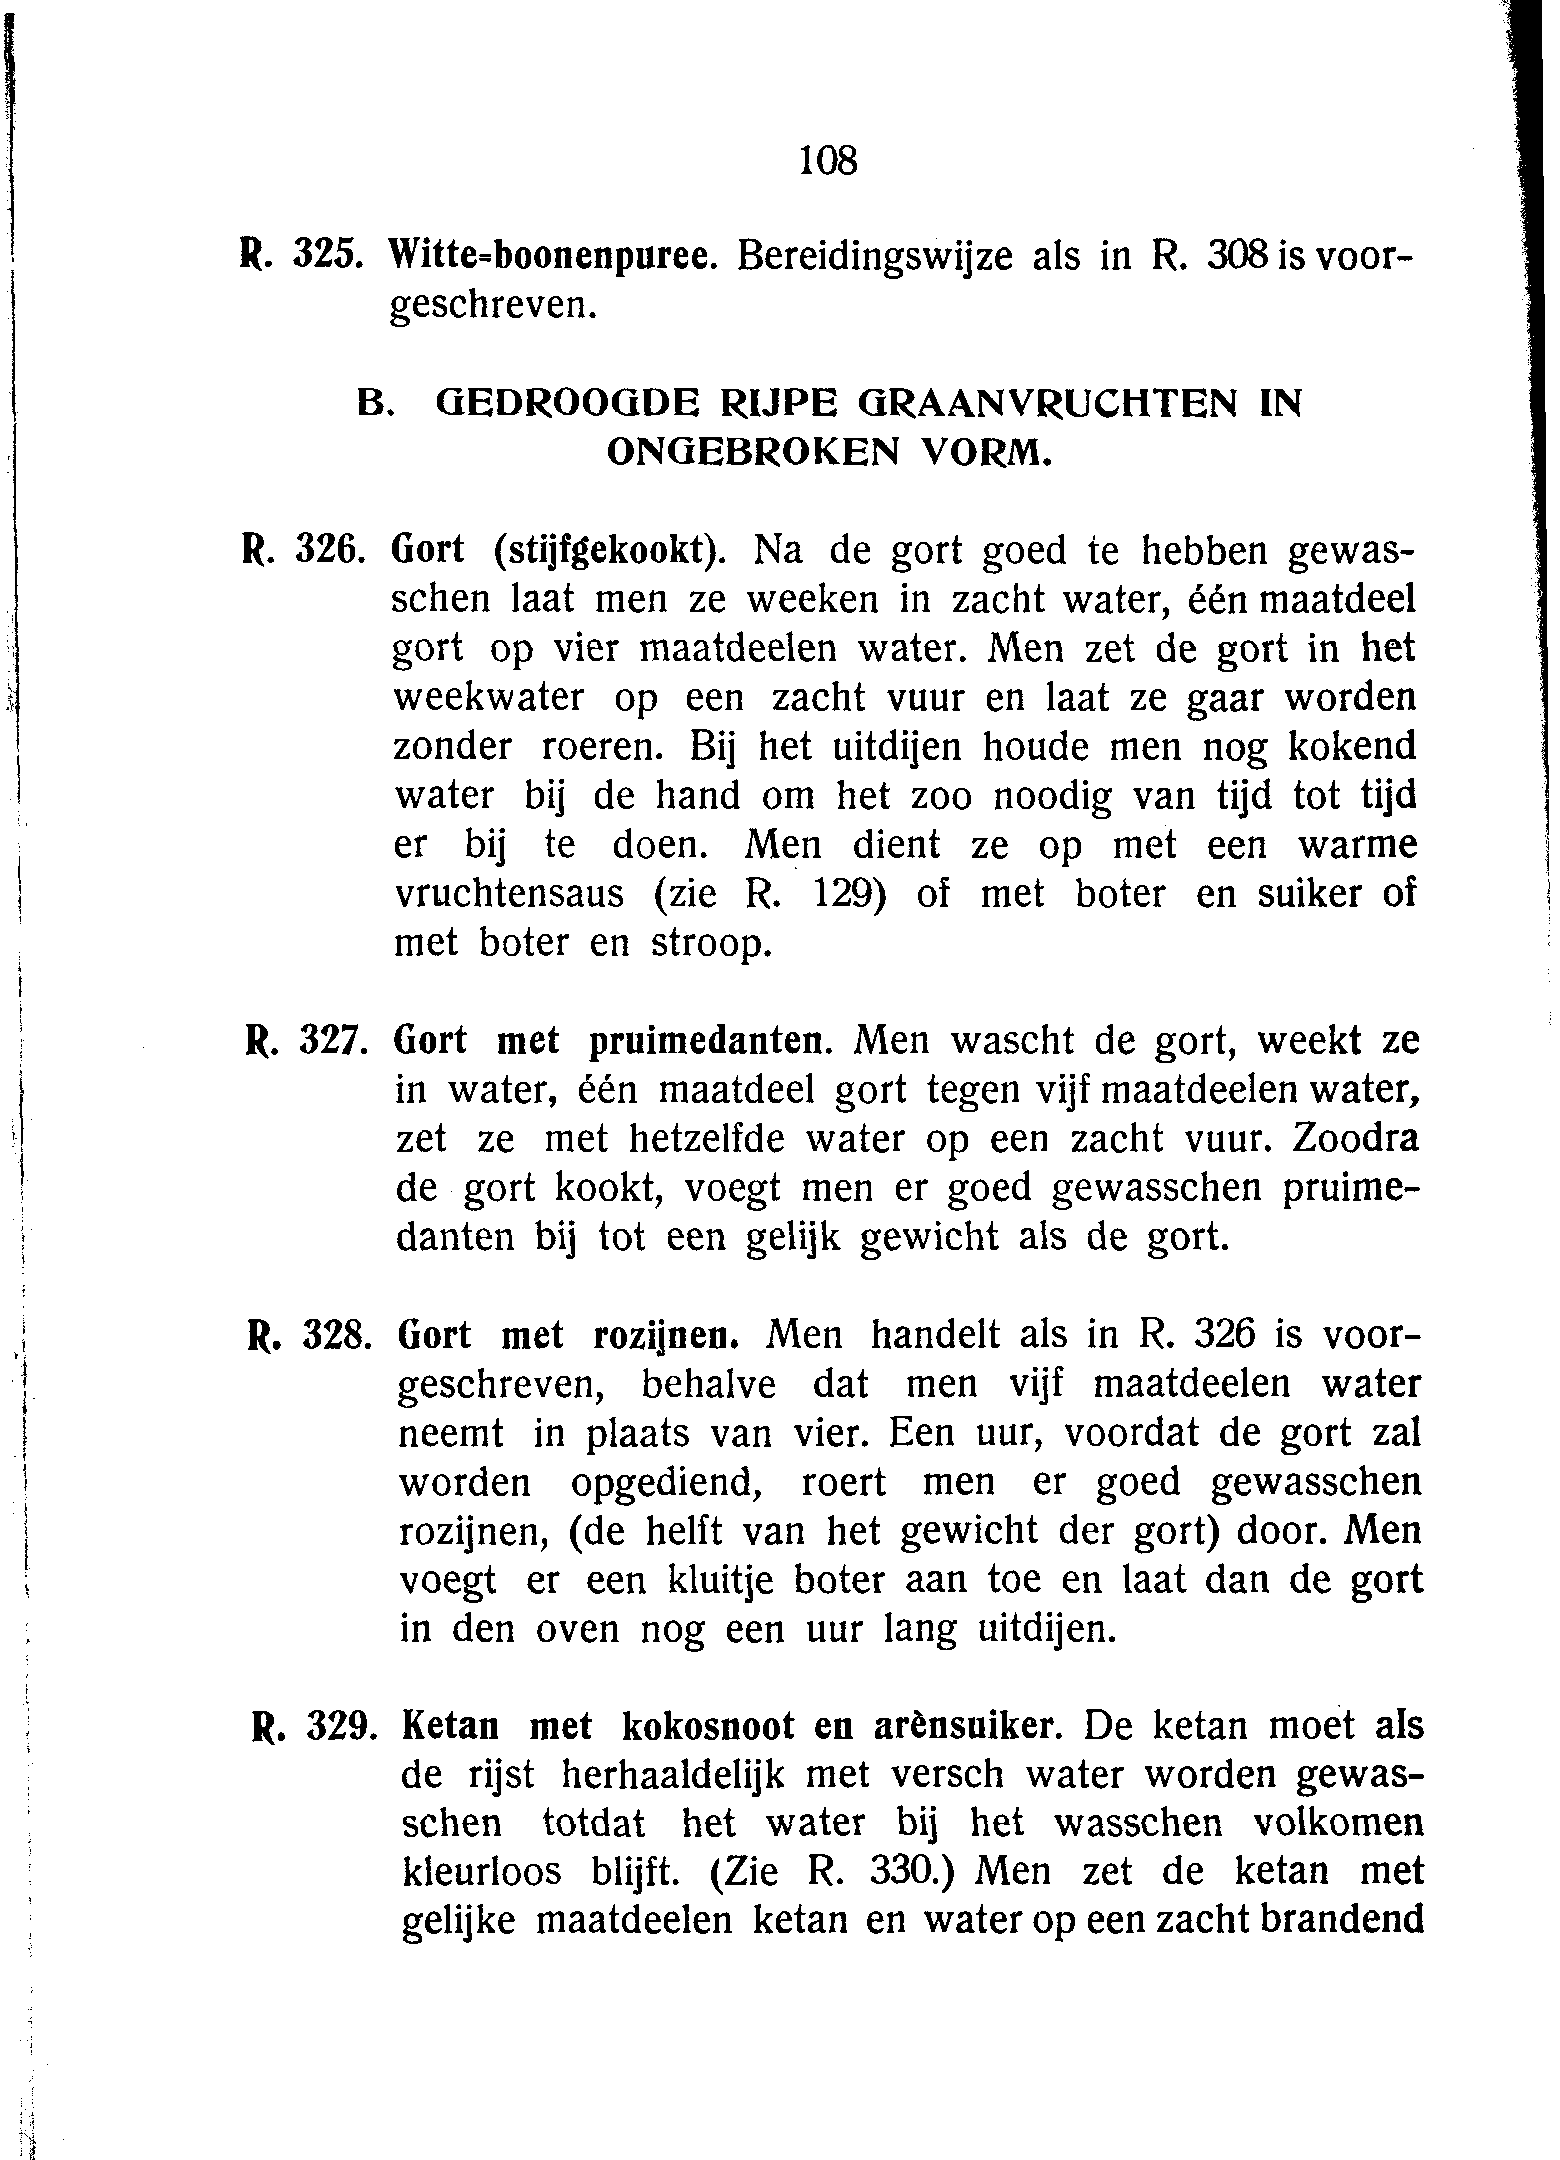 108
R. 325. Witte=boonenpuree. Bereidingswijze als in R. 308 is voor-
geschreven.
B. GEDROOGDE RIJPE GRAANVRUCHTEN IN
ONGEBROKEN VORM.
R. 326. Gort (stijfgekookt). Na de gort goed te hebben gewas-
schen laat men ze weeken in zacht water, één maatdeel
gort op vier maatdeelen water. Men zet de gort in het
weekwater op een zacht vuur en laat ze gaar worden
zonder roeren. Bij het uitdijen houde men nog kokend
water bij de hand om het zoo noodig van tijd tot tijd
er bij te doen. Men dient ze op met een warme
vruchtensaus (zie R. 129) of met boter en suiker of
met boter en stroop.
R. 327. Gort met pruimedanten. Men wascht de gort, weekt ze
in water, één maatdeel gort tegen vijf maatdeelen water,
zet ze met hetzelfde water op een zacht vuur. Zoodra
de gort kookt, voegt men er goed gewasschen pruime-
danten bij tot een gelijk gewicht als de gort.
R. 328. Gort met rozijnen. Men handelt als in R. 326 is voor-
geschreven, behalve dat men vijf maatdeelen water
neemt in plaats van vier. Een uur, voordat de gort zal
worden opgediend, roert men er goed gewasschen
rozijnen, (de helft van het gewicht der gort) door. Men
voegt er een kluitje boter aan toe en laat dan de gort
in den oven nog een uur lang uitdijen.
R. 329. Ketan met kokosnoot en arènsuiker. De ketan moet als
de rijst herhaaldelijk met versch water worden gewas-
schen totdat het water bij het wasschen volkomen
kleurloos blijft. (Zie R. 330.) Men zet de ketan met
gelijke maatdeelen ketan en water op een zacht brandend